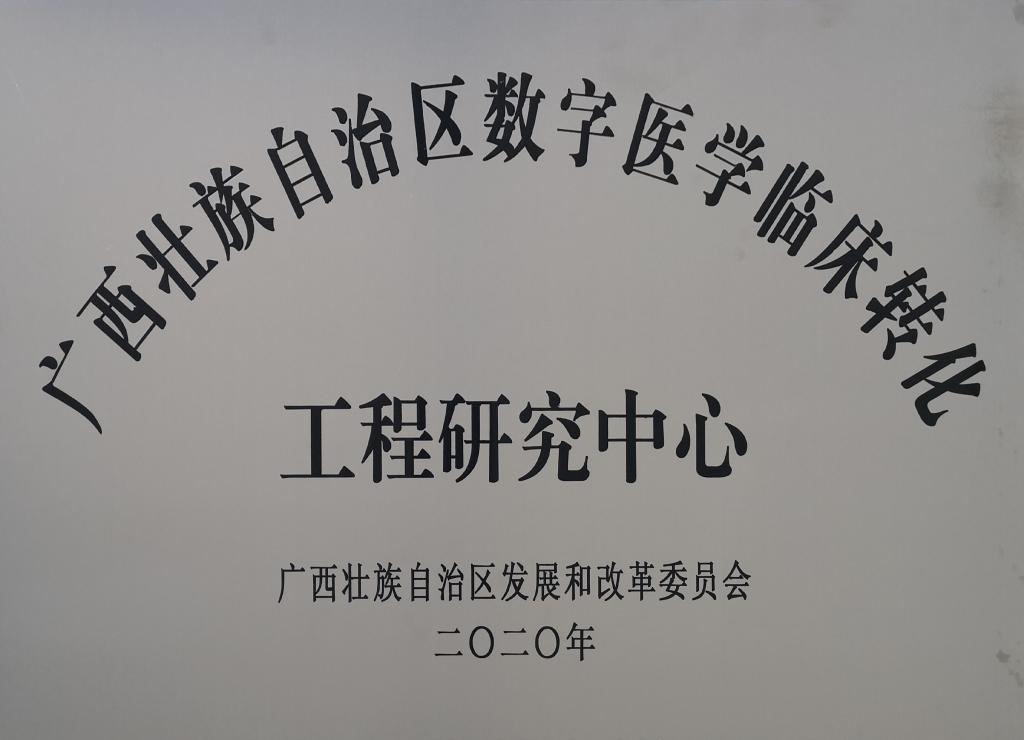 广西壮族自治区数字医学临床转化
工程研究中心
广西壮族自治区发展和改革委员会
二〇二〇年